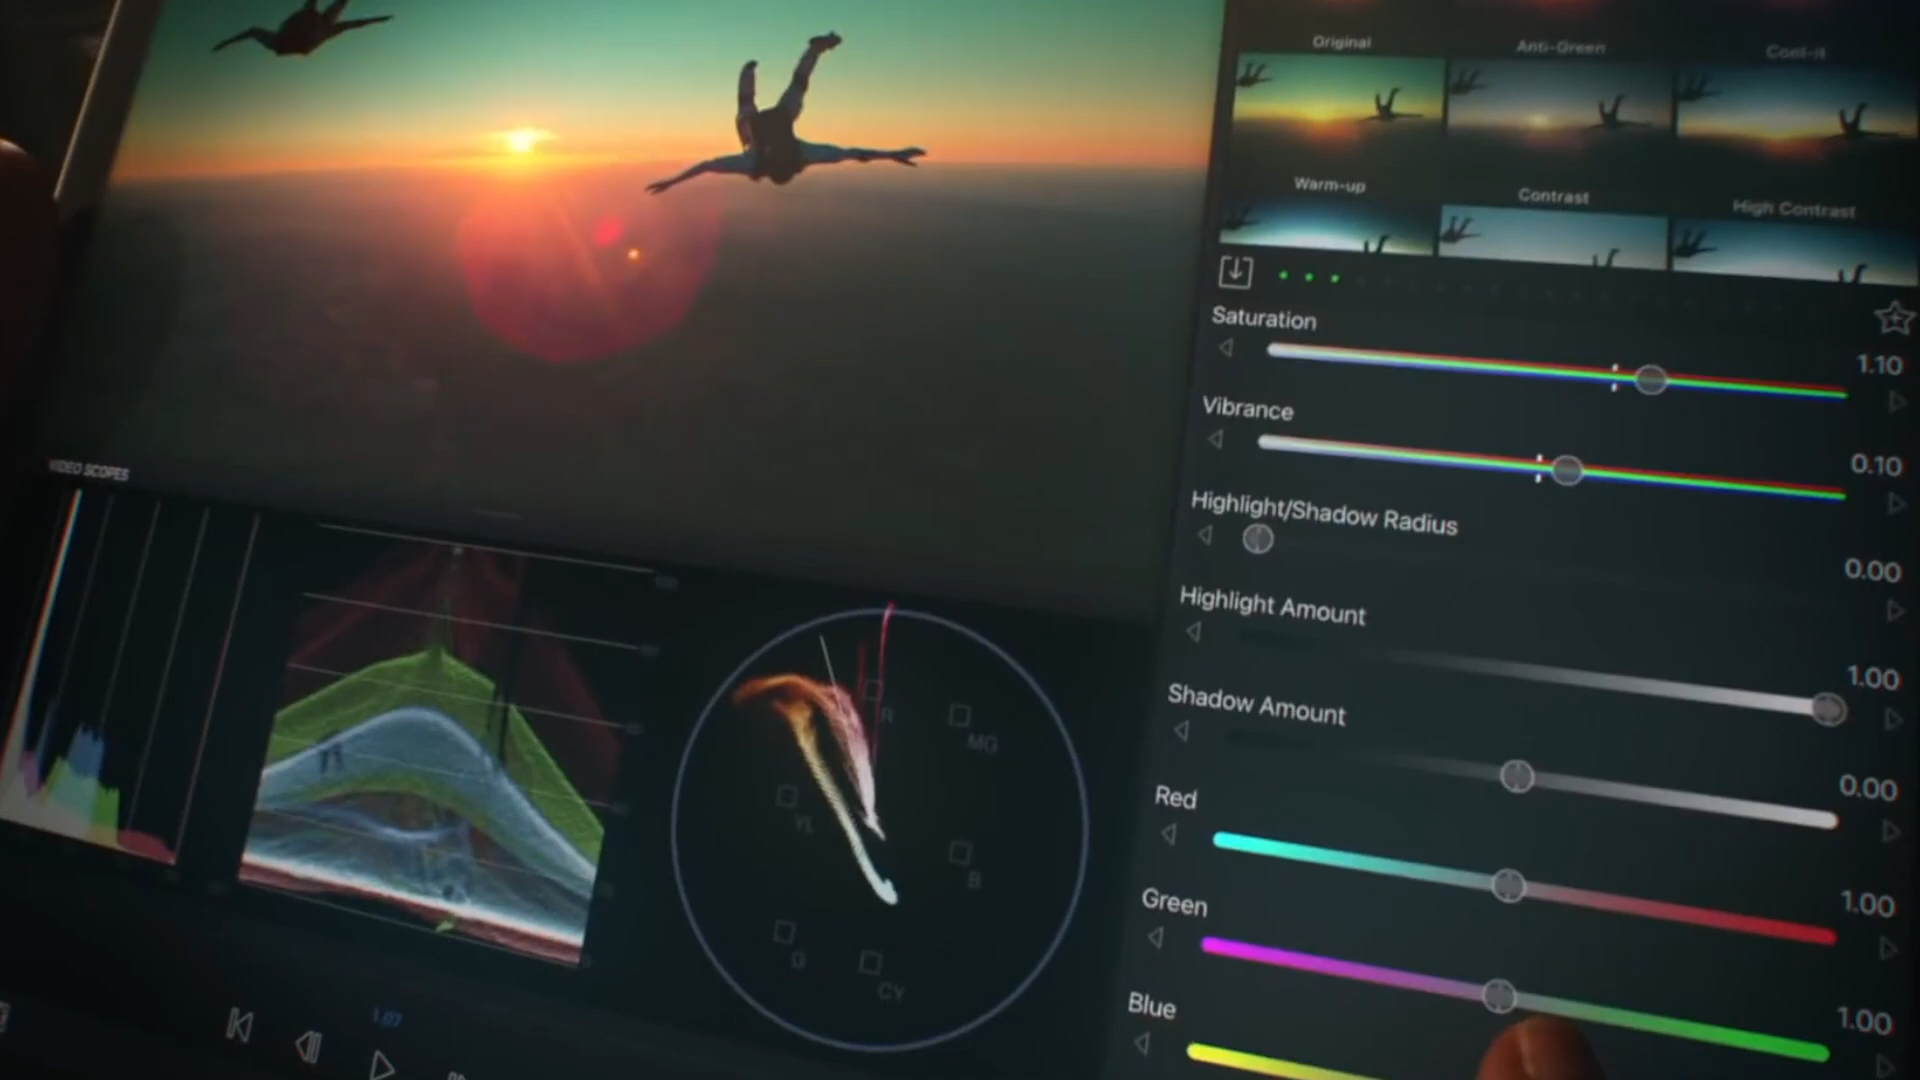 Original
Anti-Green
Cool-it
Warm-up
Contrast
High Contrast
Saturation
1.10
Vibrance
0.10
Highlight/Shadow Radius
0.00
Highlight Amount
1.00
Shadow Amount
0.00
Red
1.00
Green
1.00
Blue
VIDEO SCOPES
R
MG
YL
B
G
CY
1.07